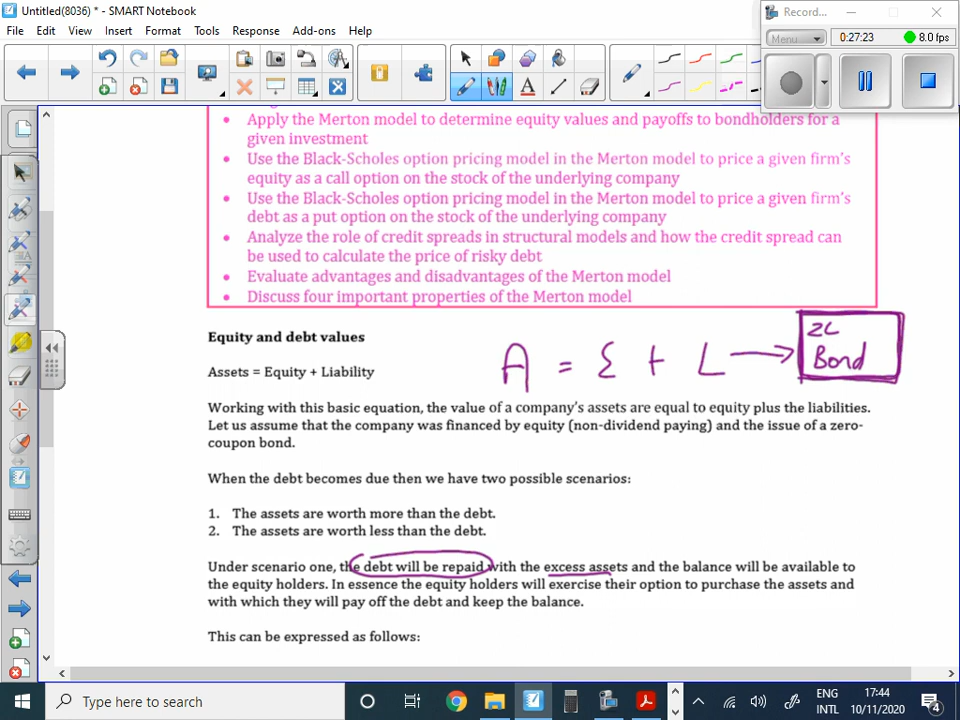 Untitled(8036) * - SMART Notebook
Record...
File Edit View Insert Format Tools Response Add-ons Help
Menu
0:27:23
8.0 fps
• Apply the Merton model to determine equity values and payoffs to bondholders for a
given investment
• Use the Black-Scholes option pricing model in the Merton model to price a given firm's
equity as a call option on the stock of the underlying company
• Use the Black-Scholes option pricing model in the Merton model to price a given firm's
debt as a put option on the stock of the underlying company
• Analyze the role of credit spreads in structural models and how the credit spread can
be used to calculate the price of risky debt
• Evaluate advantages and disadvantages of the Merton model
• Discuss four important properties of the Merton model
Equity and debt values
A = E + L → ZC
Bond
Assets = Equity + Liability
Working with this basic equation, the value of a company's assets are equal to equity plus the liabilities.
Let us assume that the company was financed by equity (non-dividend paying) and the issue of a zero-
coupon bond.
When the debt becomes due then we have two possible scenarios:
1. The assets are worth more than the debt.
2. The assets are worth less than the debt.
Under scenario one, the debt will be repaid with the excess assets and the balance will be available to
the equity holders. In essence the equity holders will exercise their option to purchase the assets and
with which they will pay off the debt and keep the balance.
This can be expressed as follows:
Type here to search
ENG
INTL
17:44
10/11/2020
4